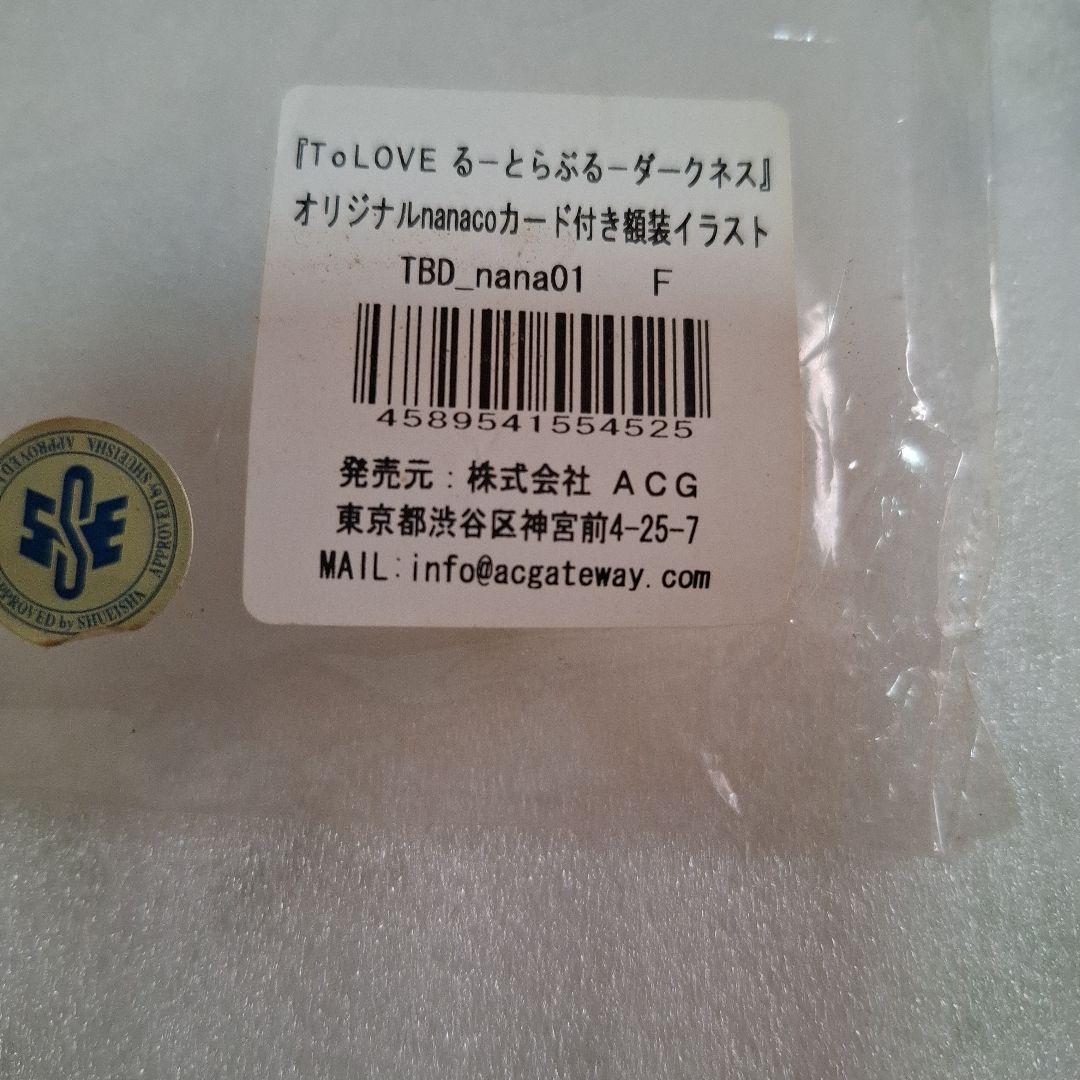 『ToLOVE るーとらぶるーダークネス』
オリジナルnanacoカード付き額装イラスト
TBD_nana01 F
4589541554525
発売元：株式会社 ACG
東京都渋谷区神宮前4-25-7
MAIL:info@acgateway.com
APPROVED by SHUEISHA
APPROVED by SHUEISHA